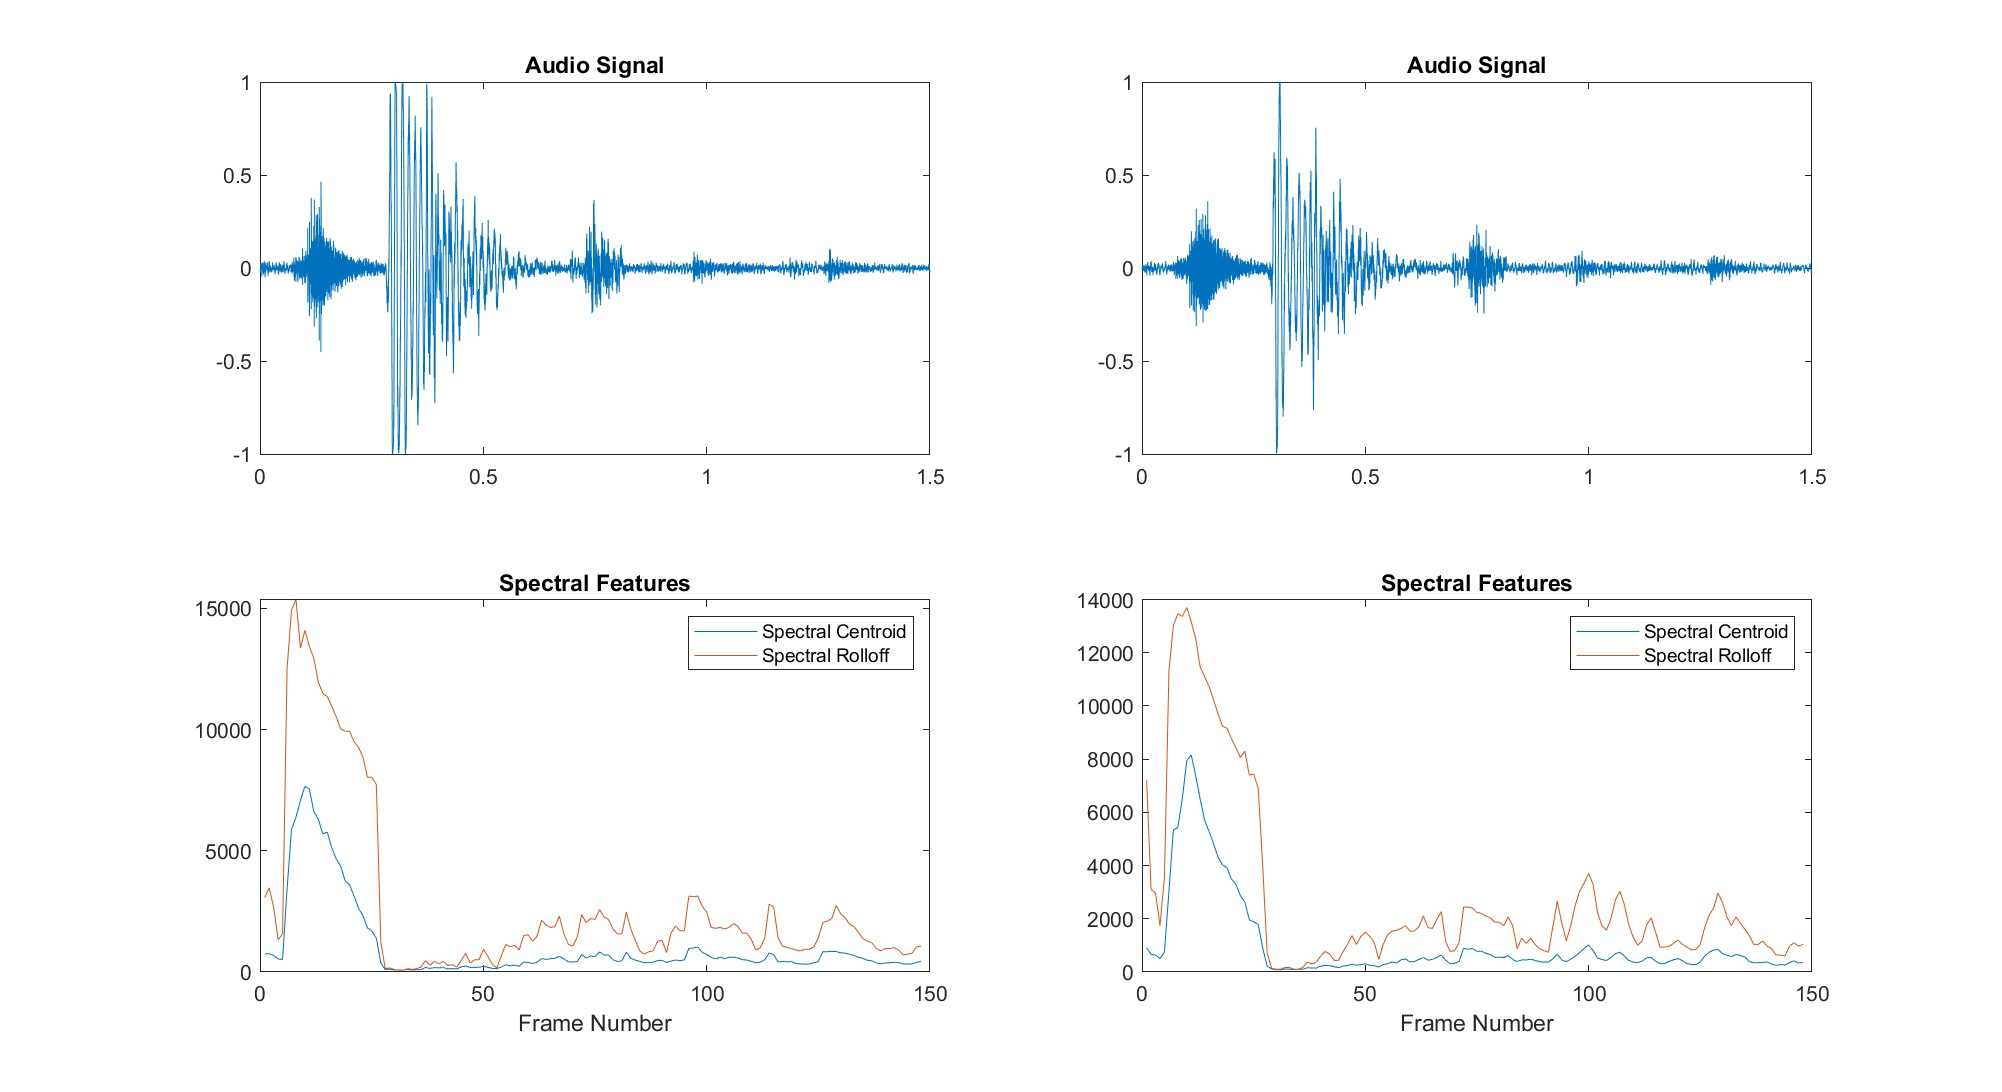 Audio Signal
1
0.5
0
-0.5
-1
0 0.5 1 1.5
Audio Signal
1
0.5
0
-0.5
-1
0 0.5 1 1.5
Spectral Features
15000
10000
5000
0
Spectral Centroid
Spectral Rolloff
0 50 100 150
Frame Number
Spectral Features
14000
12000
10000
8000
6000
4000
2000
0
Spectral Centroid
Spectral Rolloff
0 50 100 150
Frame Number